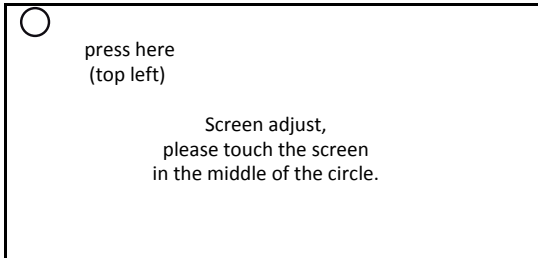 press here
(top left)
Screen adjust,
please touch the screen
in the middle of the circle.